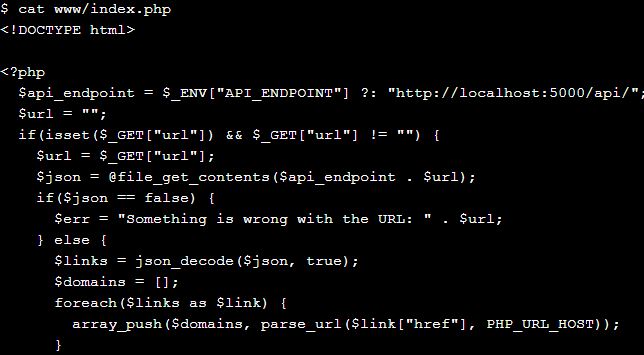 $ cat www/index.php
<!DOCTYPE html>
<?php
$api_endpoint = $_ENV["API_ENDPOINT"] ?: "http://localhost:5000/api/";
$url = "";
if(isset($_GET["url"]) && $_GET["url"] != "") {
$url = $_GET["url"];
$json = @file_get_contents($api_endpoint . $url);
if($json == false) {
$err = "Something is wrong with the URL: " . $url;
} else {
$links = json_decode($json, true);
$domains = [];
foreach($links as $link) {
array_push($domains, parse_url($link["href"], PHP_URL_HOST));
}